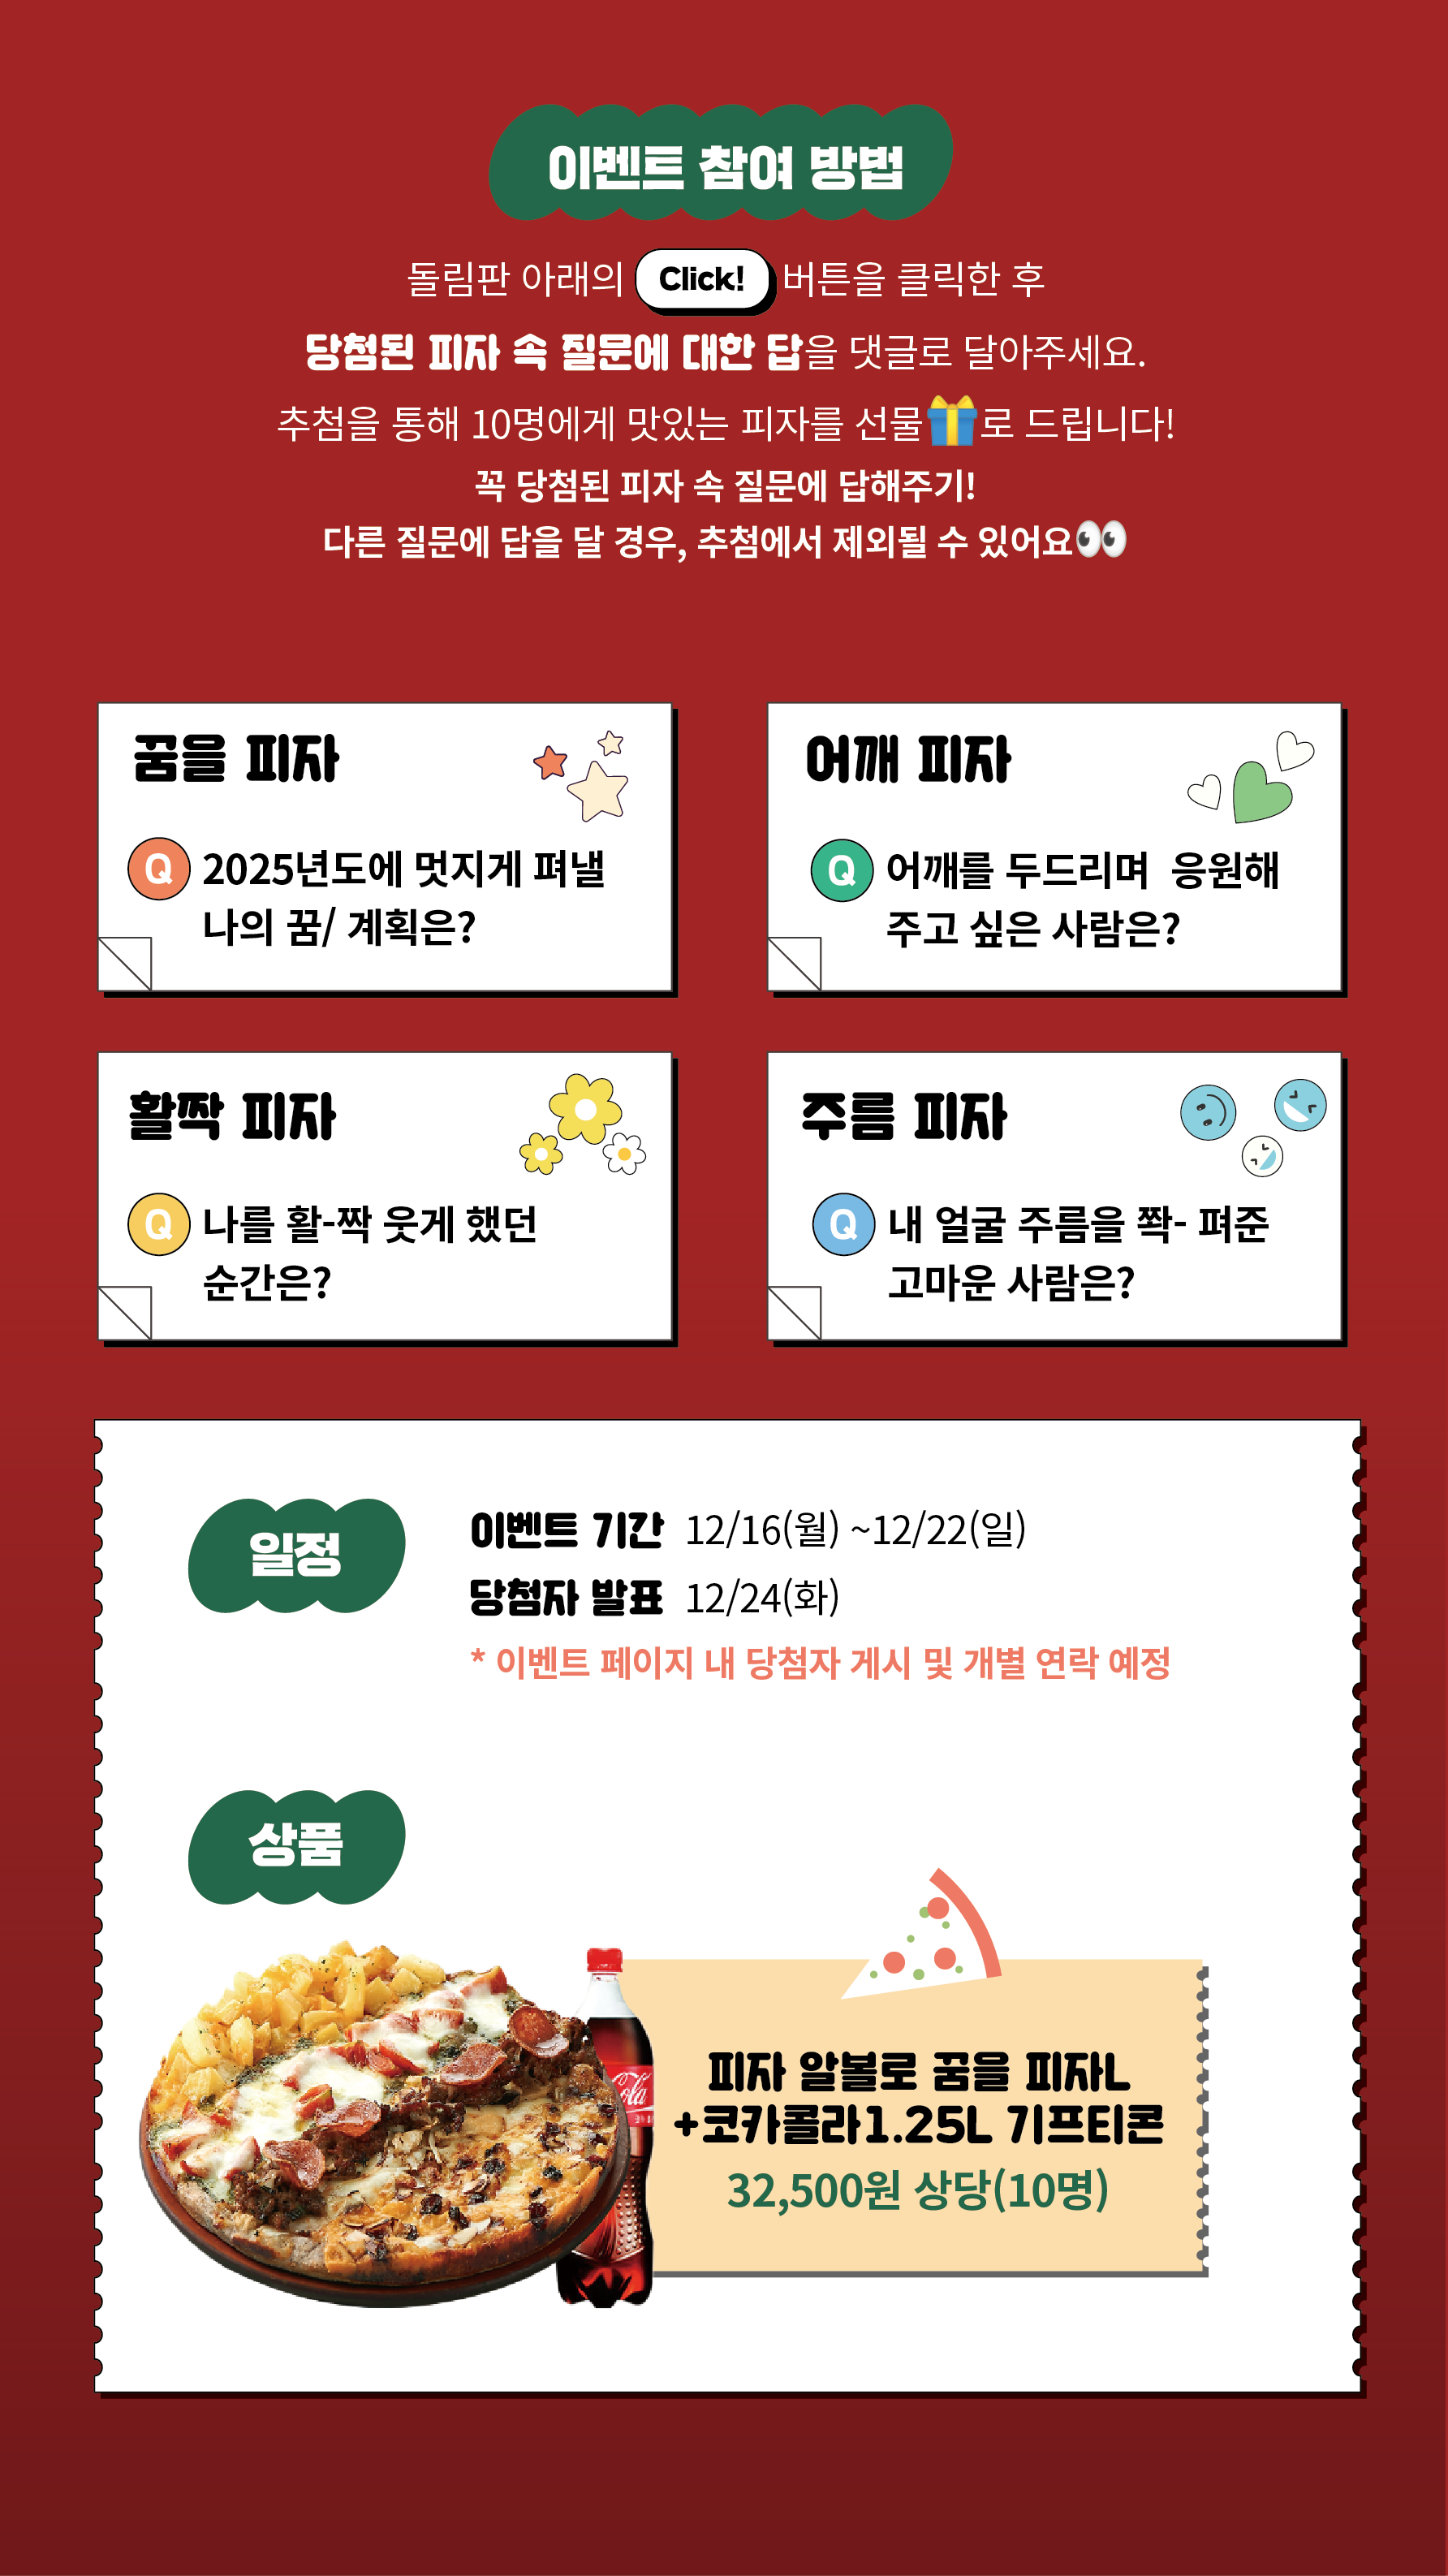 이벤트 참여 방법
돌림판 아래의 Click! 버튼을 클릭한 후
당첨된 피자 속 질문에 대한 답을 댓글로 달아주세요.
추첨을 통해 10명에게 맛있는 피자를 선물🎁로 드립니다!
꼭 당첨된 피자 속 질문에 답해주기!
다른 질문에 답을 달 경우, 추첨에서 제외될 수 있어요👀
꿈을 피자
Q 2025년도에 멋지게 펴낼
나의 꿈/ 계획은?
어깨 피자
Q 어깨를 두드리며 응원해
주고 싶은 사람은?
활짝 피자
Q 나를 활-짝 웃게 했던
순간은?
주름 피자
Q 내 얼굴 주름을 쫙- 펴준
고마운 사람은?
일정
이벤트 기간 12/16(월) ~12/22(일)
당첨자 발표 12/24(화)
* 이벤트 페이지 내 당첨자 게시 및 개별 연락 예정
상품
피자 알볼로 꿈을 피자L
+코카콜라1.25L 기프티콘
32,500원 상당(10명)